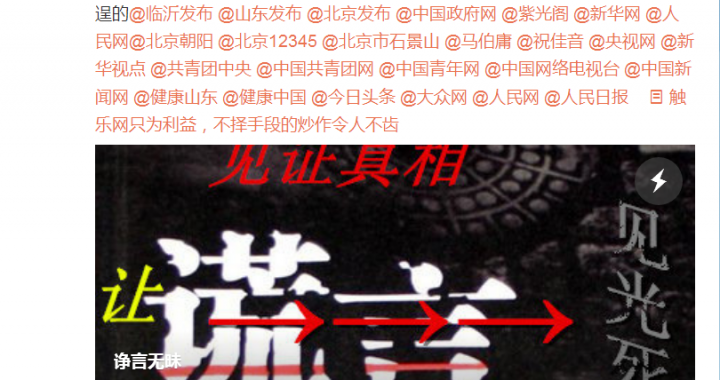 逞的@临沂发布 @山东发布 @北京发布 @中国政府网 @紫光阁 @新华网 @人
民网@北京朝阳 @北京12345 @北京市石景山 @马伯庸 @祝佳音 @央视网 @新
华视点 @共青团中央 @中国共青团网 @中国青年网 @中国网络电视台 @中国新
闻网 @健康山东 @健康中国 @今日头条 @大众网 @人民网 @人民日报 触
乐网只为利益，不择手段的炒作令人不齿
见证真相
让
谎言
见光死
诤言无昧